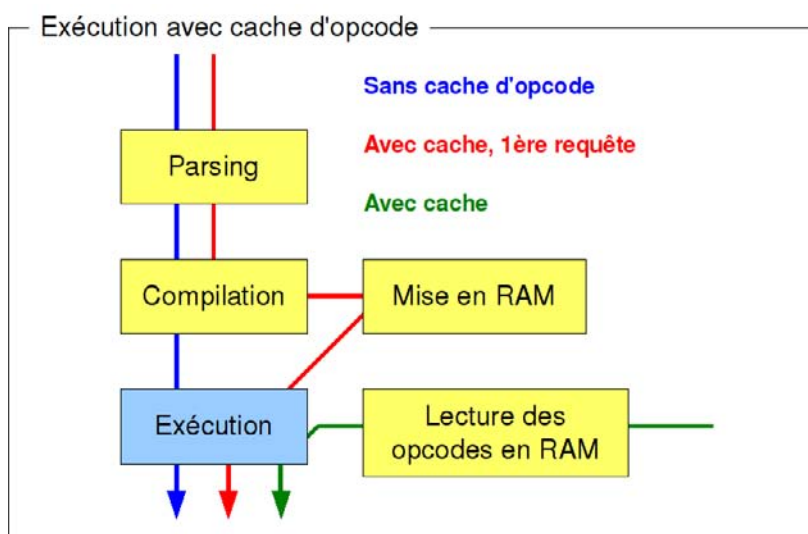 Exécution avec cache d'opcode
Sans cache d'opcode
Avec cache, 1ère requête
Parsing
Avec cache
Compilation
Mise en RAM
Exécution
Lecture des
opcodes en RAM